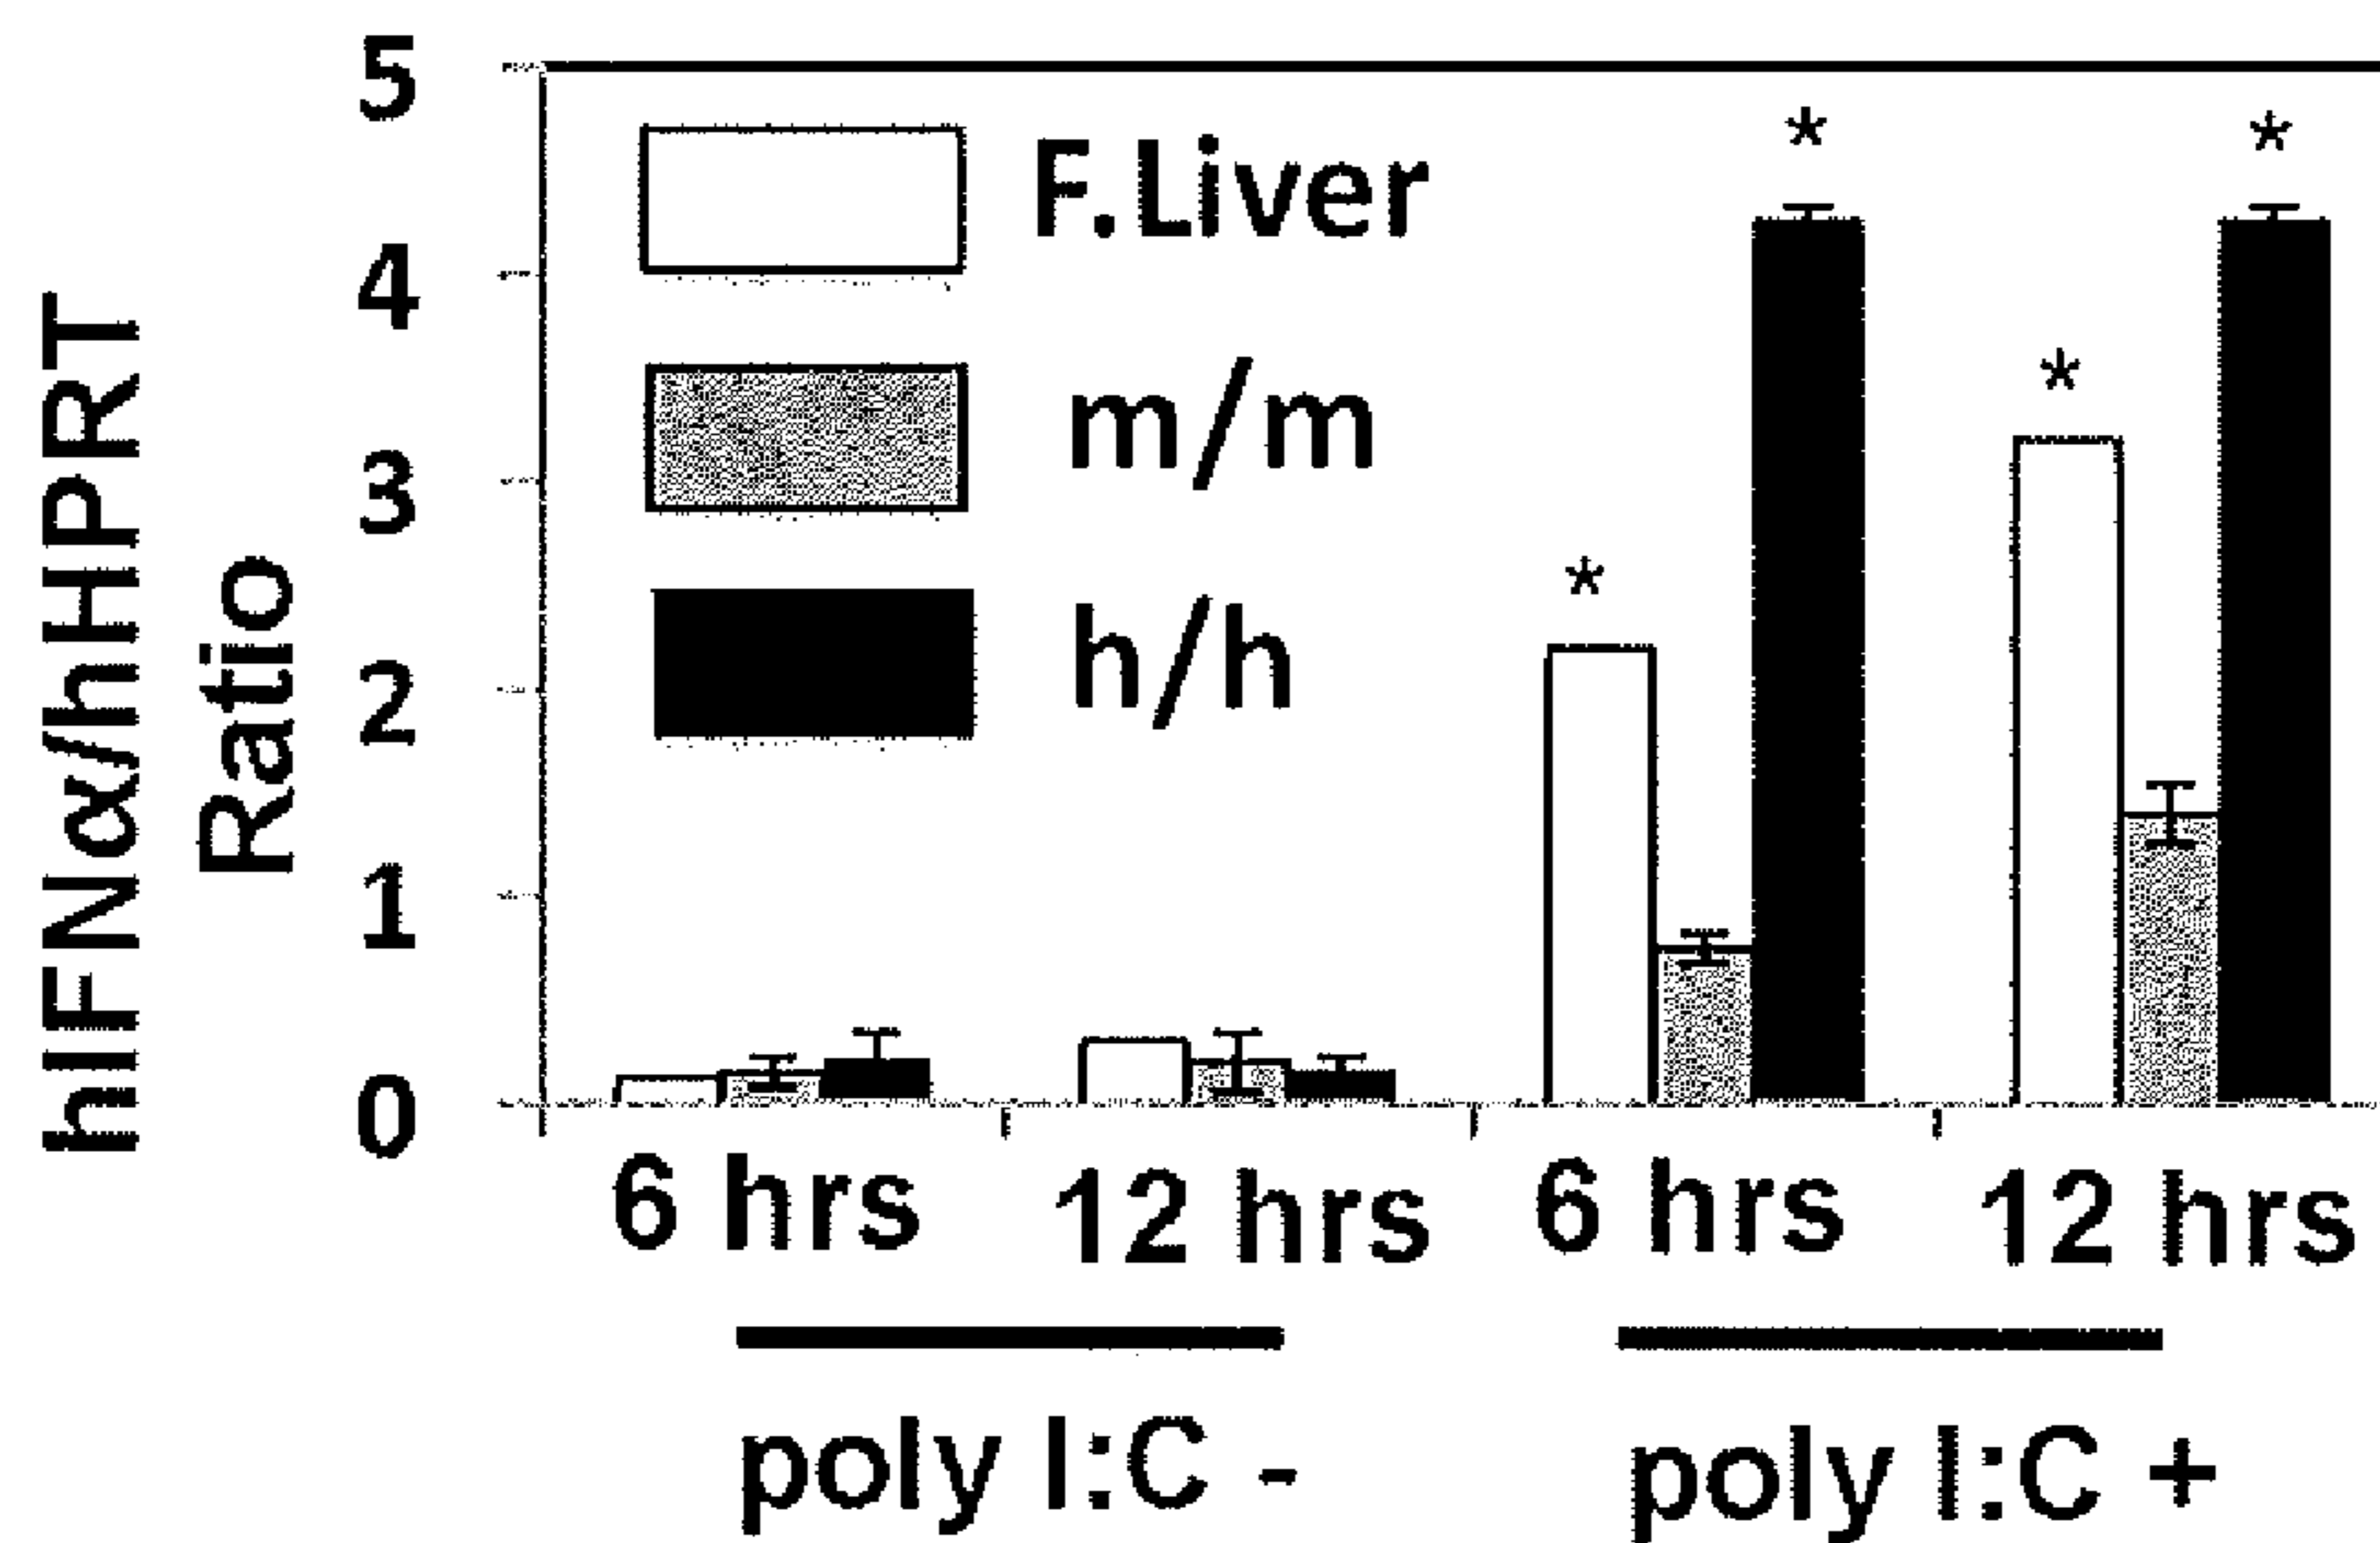 hIFNα/hHPRT
Ratio
5
4
3
2
1
0
F.Liver
m/m
h/h
*
*
*
*
6 hrs
12 hrs
6 hrs
12 hrs
poly I:C -
poly I:C +